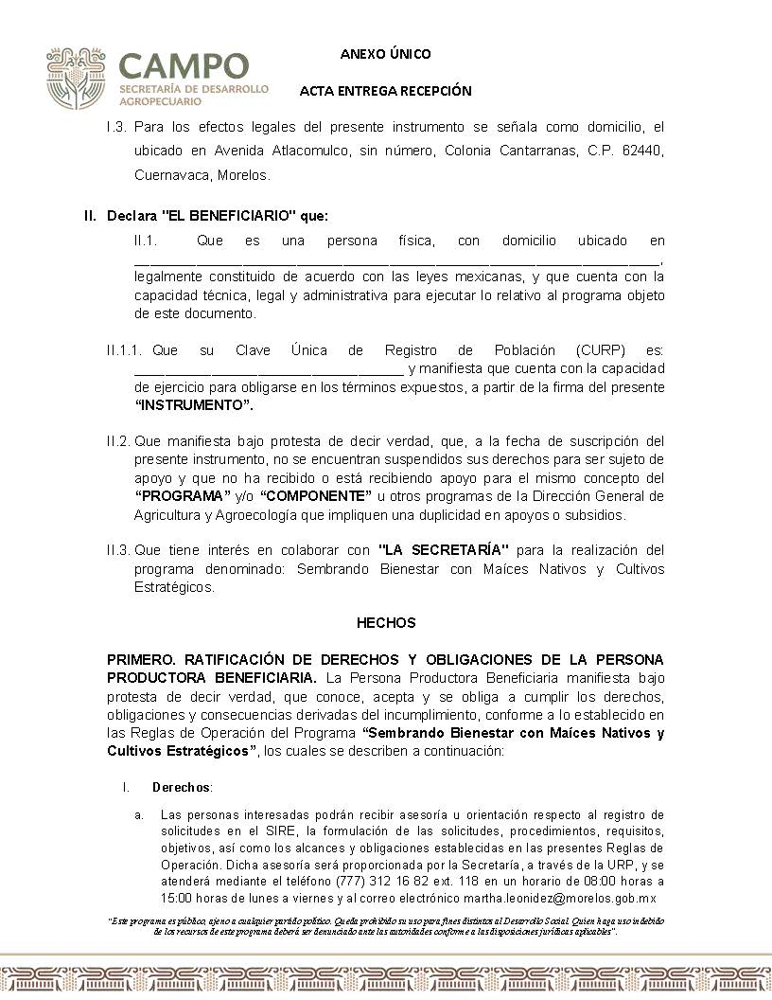 CAMPO
SECRETARÍA DE DESARROLLO
AGROPECUARIO
ANEXO ÚNICO
ACTA ENTREGA RECEPCIÓN
I.3. Para los efectos legales del presente instrumento se señala como domicilio, el
ubicado en Avenida Atlacomulco, sin número, Colonia Cantarranas, C.P. 62440,
Cuernavaca, Morelos.
II. Declara "EL BENEFICIARIO" que:
II.1. Que es una persona física, con domicilio ubicado en
____________________________________________________________________,
legalmente constituido de acuerdo con las leyes mexicanas, y que cuenta con la
capacidad técnica, legal y administrativa para ejecutar lo relativo al programa objeto
de este documento.
II.1.1. Que su Clave Única de Registro de Población (CURP) es:
___________________________________ y manifiesta que cuenta con la capacidad
de ejercicio para obligarse en los términos expuestos, a partir de la firma del presente
“INSTRUMENTO”.
II.2. Que manifiesta bajo protesta de decir verdad, que, a la fecha de suscripción del
presente instrumento, no se encuentran suspendidos sus derechos para ser sujeto de
apoyo y que no ha recibido o está recibiendo apoyo para el mismo concepto del
“PROGRAMA” y/o “COMPONENTE” u otros programas de la Dirección General de
Agricultura y Agroecología que impliquen una duplicidad en apoyos o subsidios.
II.3. Que tiene interés en colaborar con "LA SECRETARÍA" para la realización del
programa denominado: Sembrando Bienestar con Maíces Nativos y Cultivos
Estratégicos.
HECHOS
PRIMERO. RATIFICACIÓN DE DERECHOS Y OBLIGACIONES DE LA PERSONA
PRODUCTORA BENEFICIARIA. La Persona Productora Beneficiaria manifiesta bajo
protesta de decir verdad, que conoce, acepta y se obliga a cumplir los derechos,
obligaciones y consecuencias derivadas del incumplimiento, conforme a lo establecido en
las Reglas de Operación del Programa “Sembrando Bienestar con Maíces Nativos y
Cultivos Estratégicos”, los cuales se describen a continuación:
I. Derechos:
a. Las personas interesadas podrán recibir asesoría u orientación respecto al registro de
solicitudes en el SIRE, la formulación de las solicitudes, procedimientos, requisitos,
objetivos, así como los alcances y obligaciones establecidas en las presentes Reglas de
Operación. Dicha asesoría será proporcionada por la Secretaría, a través de la URP, y se
atenderá mediante el teléfono (777) 312 16 82 ext. 118 en un horario de 08:00 horas a
15:00 horas de lunes a viernes y al correo electrónico martha.leonidez@morelos.gob.mx
“Este programa es público, ajeno a cualquier partido político. Queda prohibido su uso para fines distintos al Desarrollo Social. Quien haga uso indebido
de los recursos de este programa deberá ser denunciado ante las autoridades conforme a las disposiciones jurídicas aplicables”.